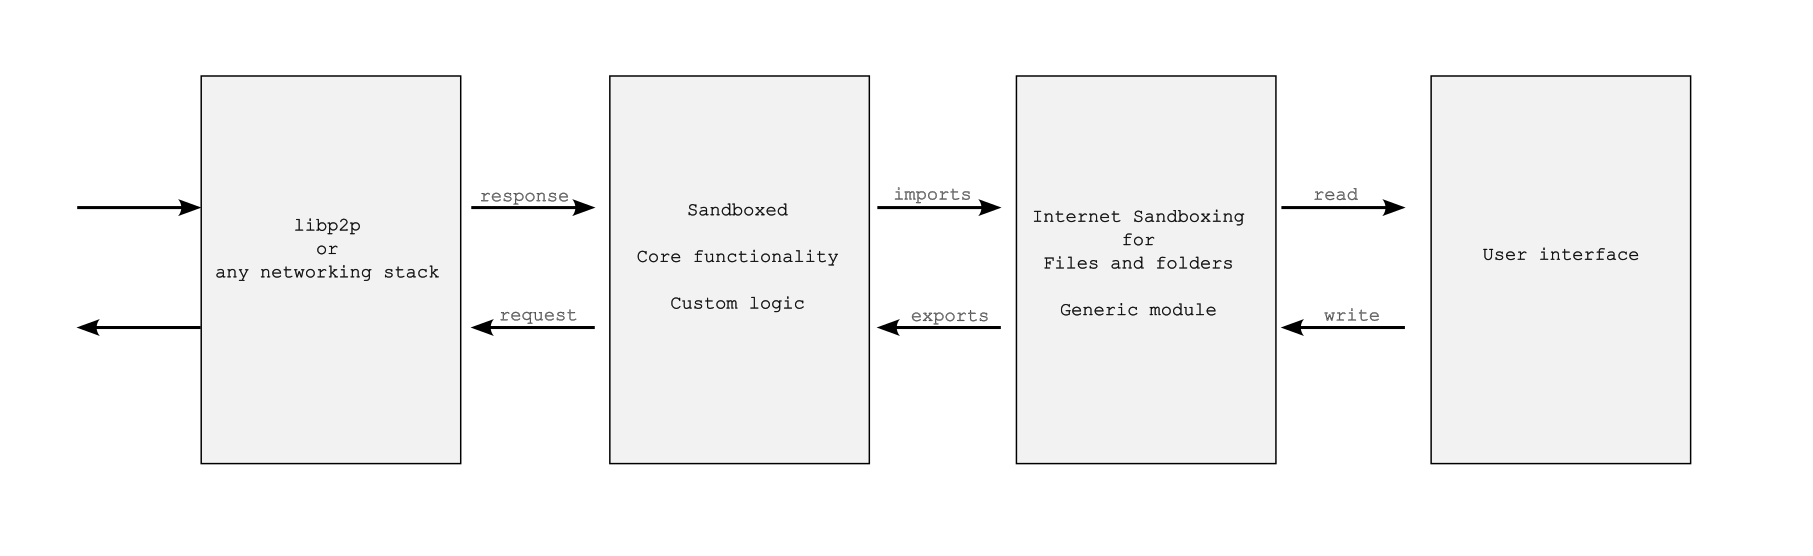 libp2p
or
any networking stack
response
request
Sandboxed
Core functionality
Custom logic
imports
exports
Internet Sandboxing
for
Files and folders
Generic module
read
write
User interface